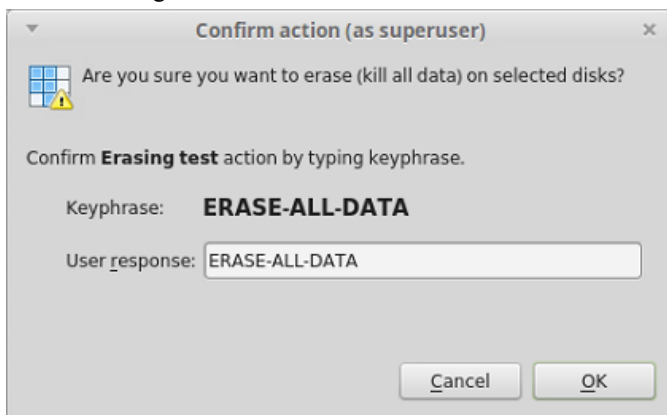 Confirm action (as superuser)
Are you sure you want to erase (kill all data) on selected disks?
Confirm Erasing test action by typing keyphrase.
Keyphrase: ERASE-ALL-DATA
User response: ERASE-ALL-DATA
Cancel OK